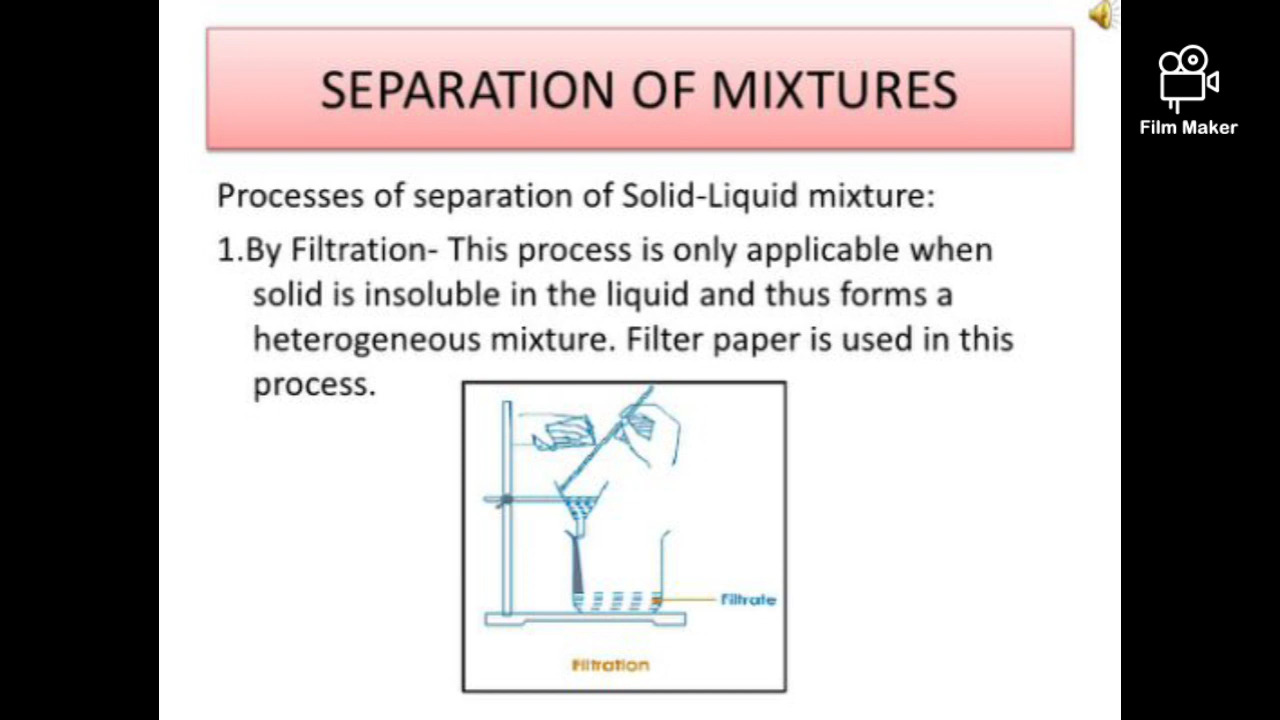 SEPARATION OF MIXTURES
Film Maker
Processes of separation of Solid-Liquid mixture:
1.By Filtration- This process is only applicable when
solid is insoluble in the liquid and thus forms a
heterogeneous mixture. Filter paper is used in this
process.
Filtrate
Filtration